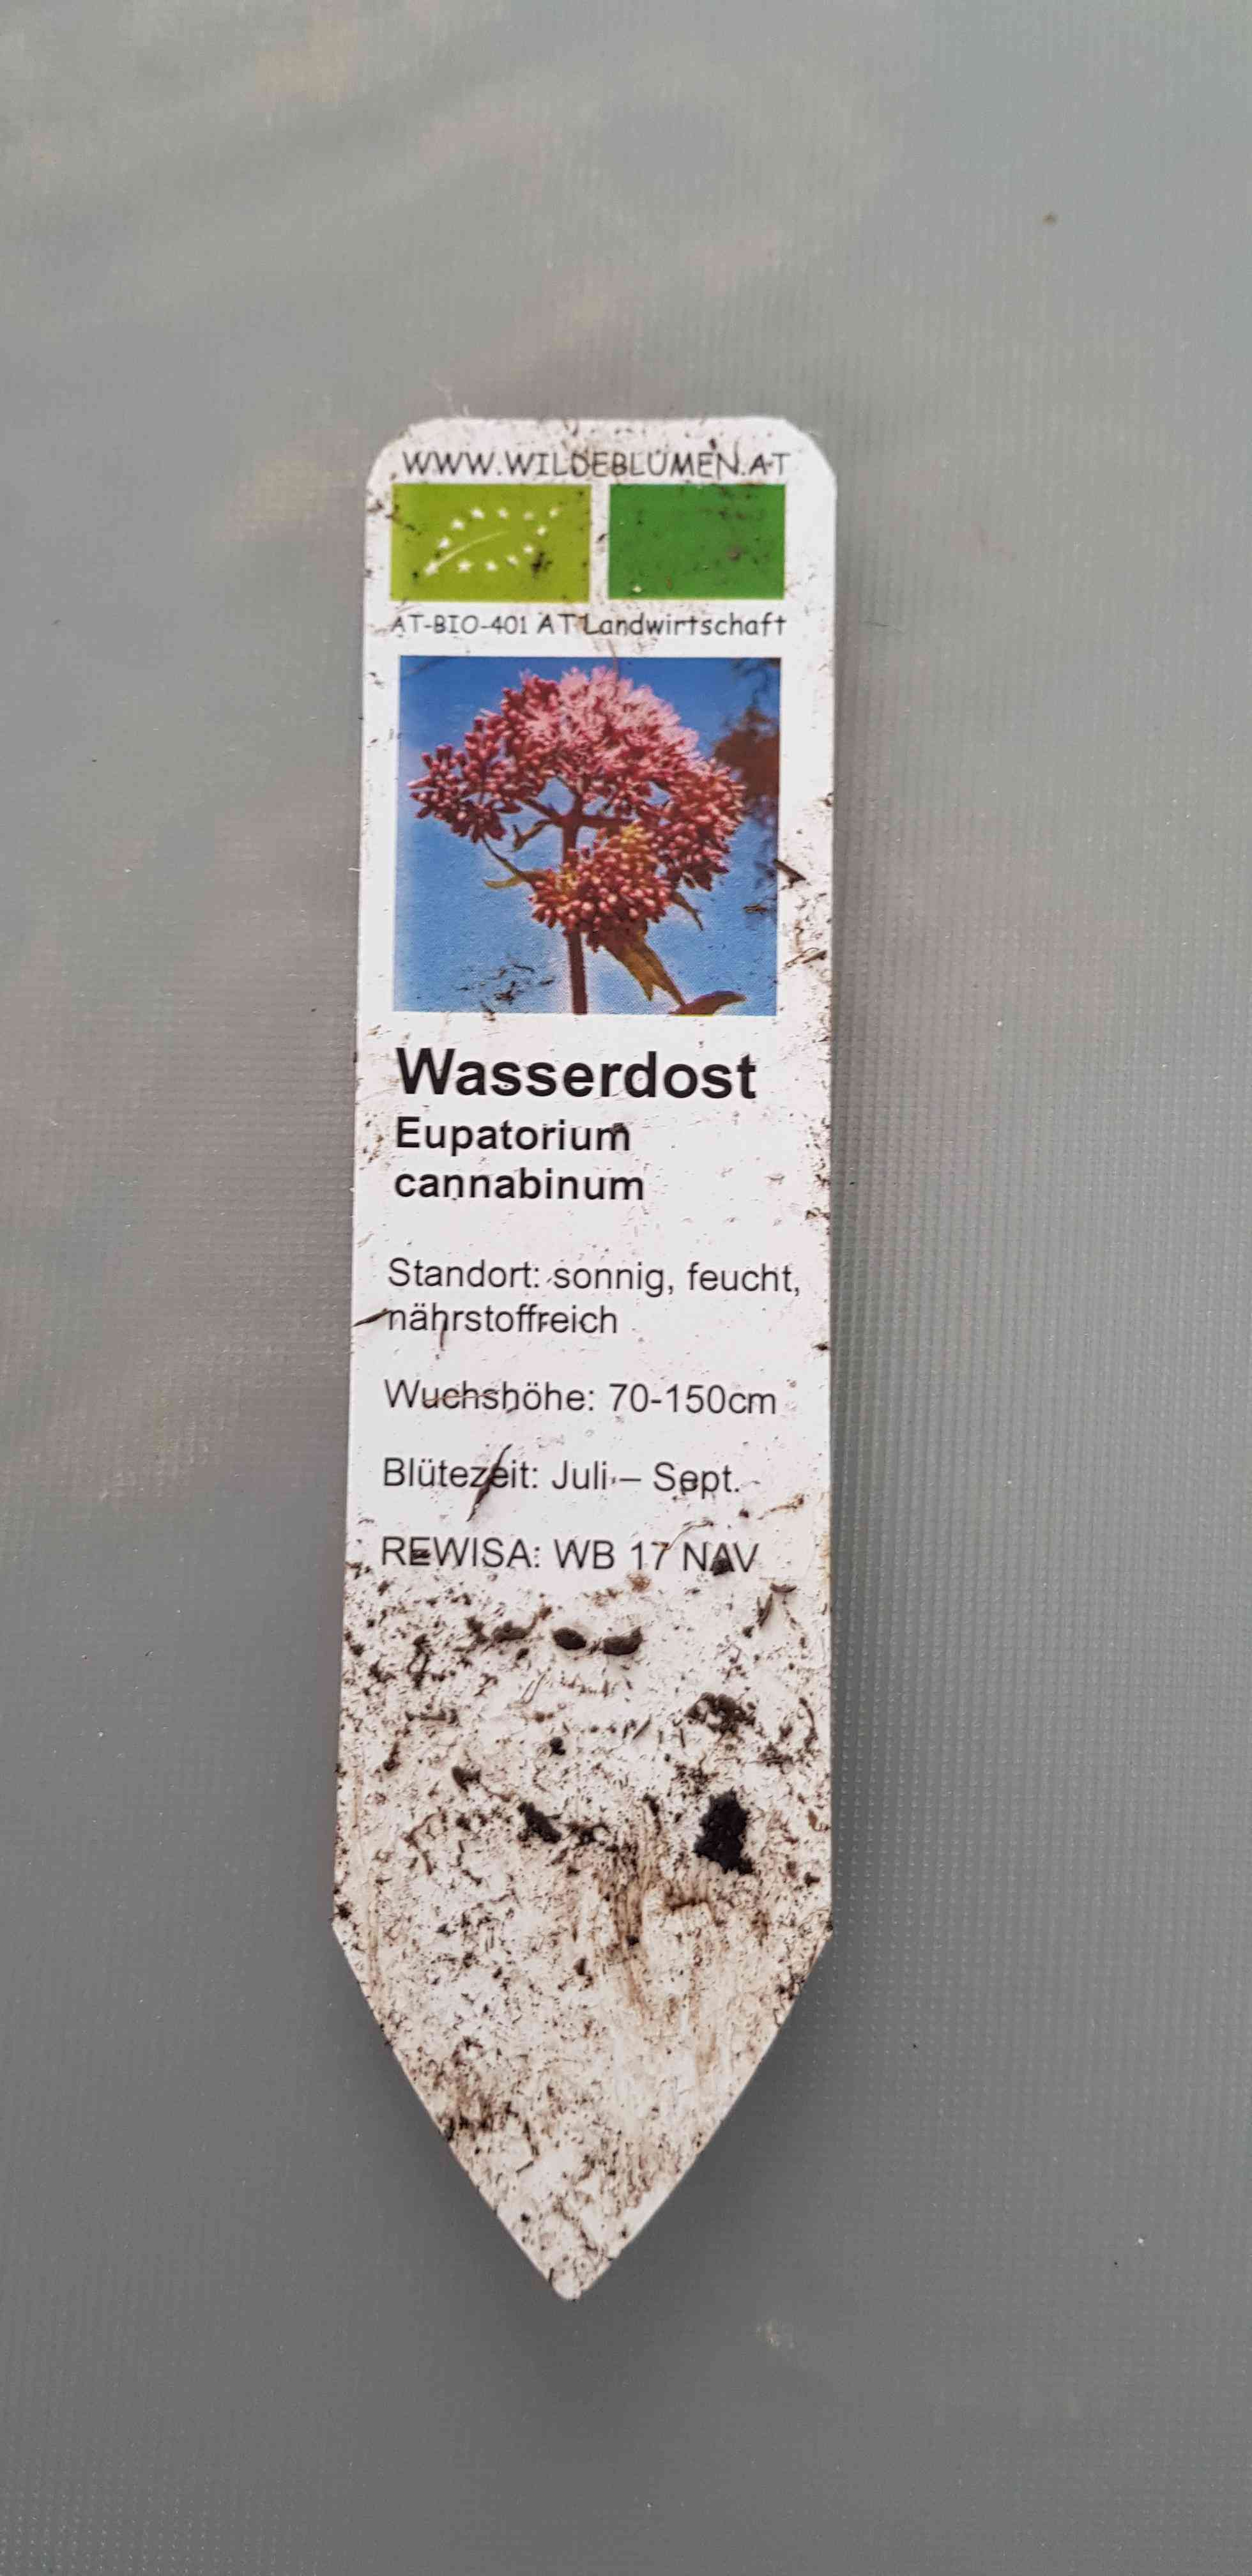 WWW.WILDEBLUMEN.AT
AT-BIO-401 AT Landwirtschaft
Wasserdost
Eupatorium
cannabinum
Standort: sonnig, feucht,
nährstoffreich
Wuchshöhe: 70-150cm
Blütezeit: Juli – Sept.
REWISA: WB 17 NAV